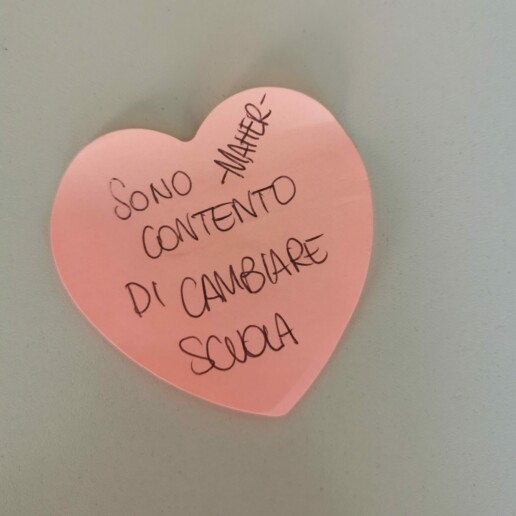 -MAHER-
SONO
CONTENTO
DI CAMBIARE
SCUOLA